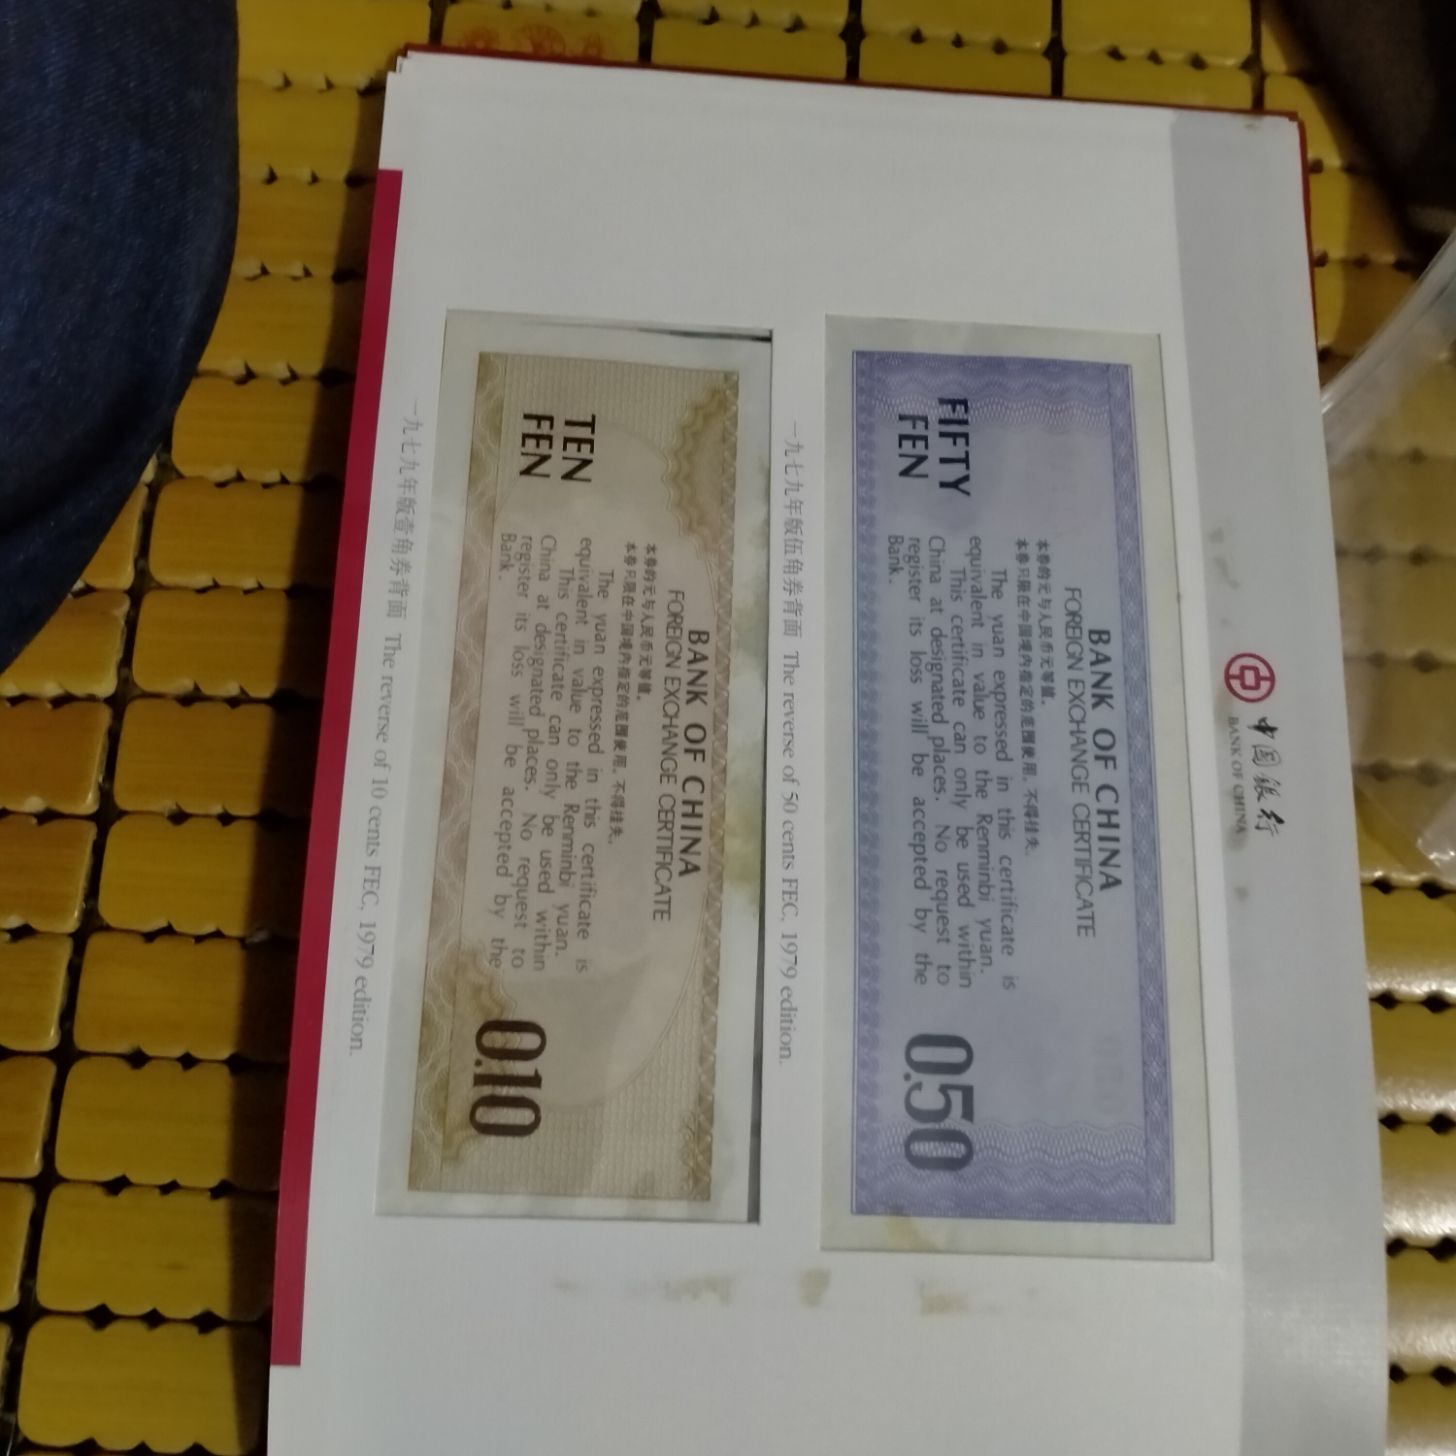 中国银行
BANK OF CHINA
FIFTY
FEN
BANK OF CHINA
FOREIGN EXCHANGE CERTIFICATE
本券的元与人民币元等值。
本券只限在中国境内指定的范围使用，不得挂失。
The yuan expressed in this certificate is
equivalent in value to the Renminbi yuan.
This certificate can only be used within
China at designated places. No request to
register its loss will be accepted by the
Bank.
0.50
一九七九年版伍角券背面 The reverse of 50 cents FEC, 1979 edition.
TEN
FEN
BANK OF CHINA
FOREIGN EXCHANGE CERTIFICATE
本券的元与人民币元等值。
本券只限在中国境内指定的范围使用，不得挂失。
The yuan expressed in this certificate is
equivalent in value to the Renminbi yuan.
This certificate can only be used within
China at designated places. No request to
register its loss will be accepted by the
Bank.
0.10
一九七九年版壹角券背面 The reverse of 10 cents FEC, 1979 edition.